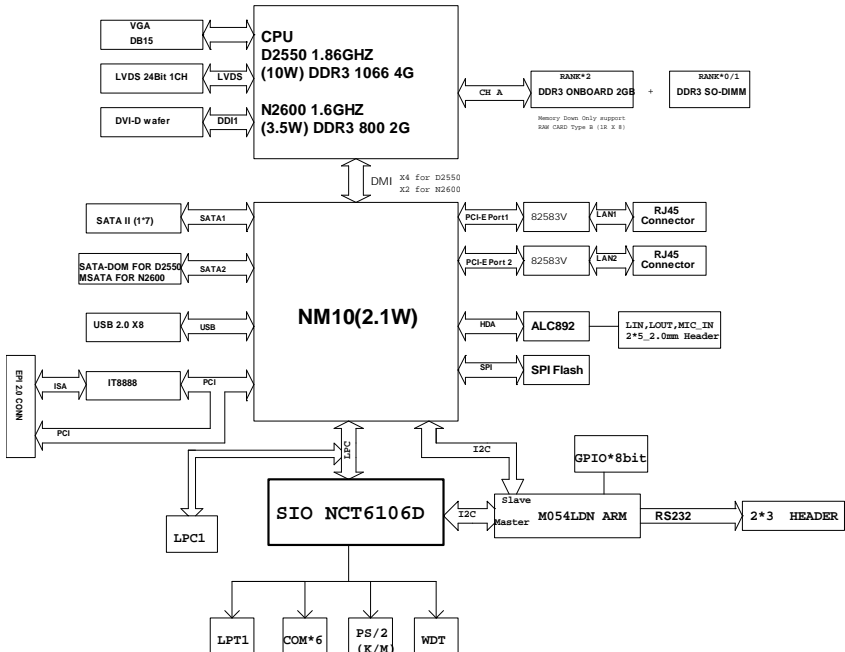 VGA
DB15
LVDS 24Bit 1CH
LVDS
DVI-D wafer
DDI1
CPU
D2550 1.86GHZ
(10W) DDR3 1066 4G
N2600 1.6GHZ
(3.5W) DDR3 800 2G
CH A
RANK*2
DDR3 ONBOARD 2GB
+
RANK*0/1
DDR3 SO-DIMM
Memory Down Only support
RAW CARD Type B (1R X 8)
DMI
X4 for D2550
X2 for N2600
SATA II (1*7)
SATA1
SATA-DOM FOR D2550
MSATA FOR N2600
SATA2
USB 2.0 X8
USB
EPI 2.0 CONN
ISA
IT8888
PCI
PCI
NM10(2.1W)
PCI-E Port1
82583V
LAN1
RJ45
Connector
PCI-E Port 2
82583V
LAN2
RJ45
Connector
HDA
ALC892
LIN,LOUT,MIC_IN
2*5_2.0mm Header
SPI
SPI Flash
LPC
I2C
GPIO*8bit
LPC1
SIO NCT6106D
I2C
Slave
Master
M054LDN ARM
RS232
2*3 HEADER
LPT1
COM*6
PS/2
(K/M)
WDT